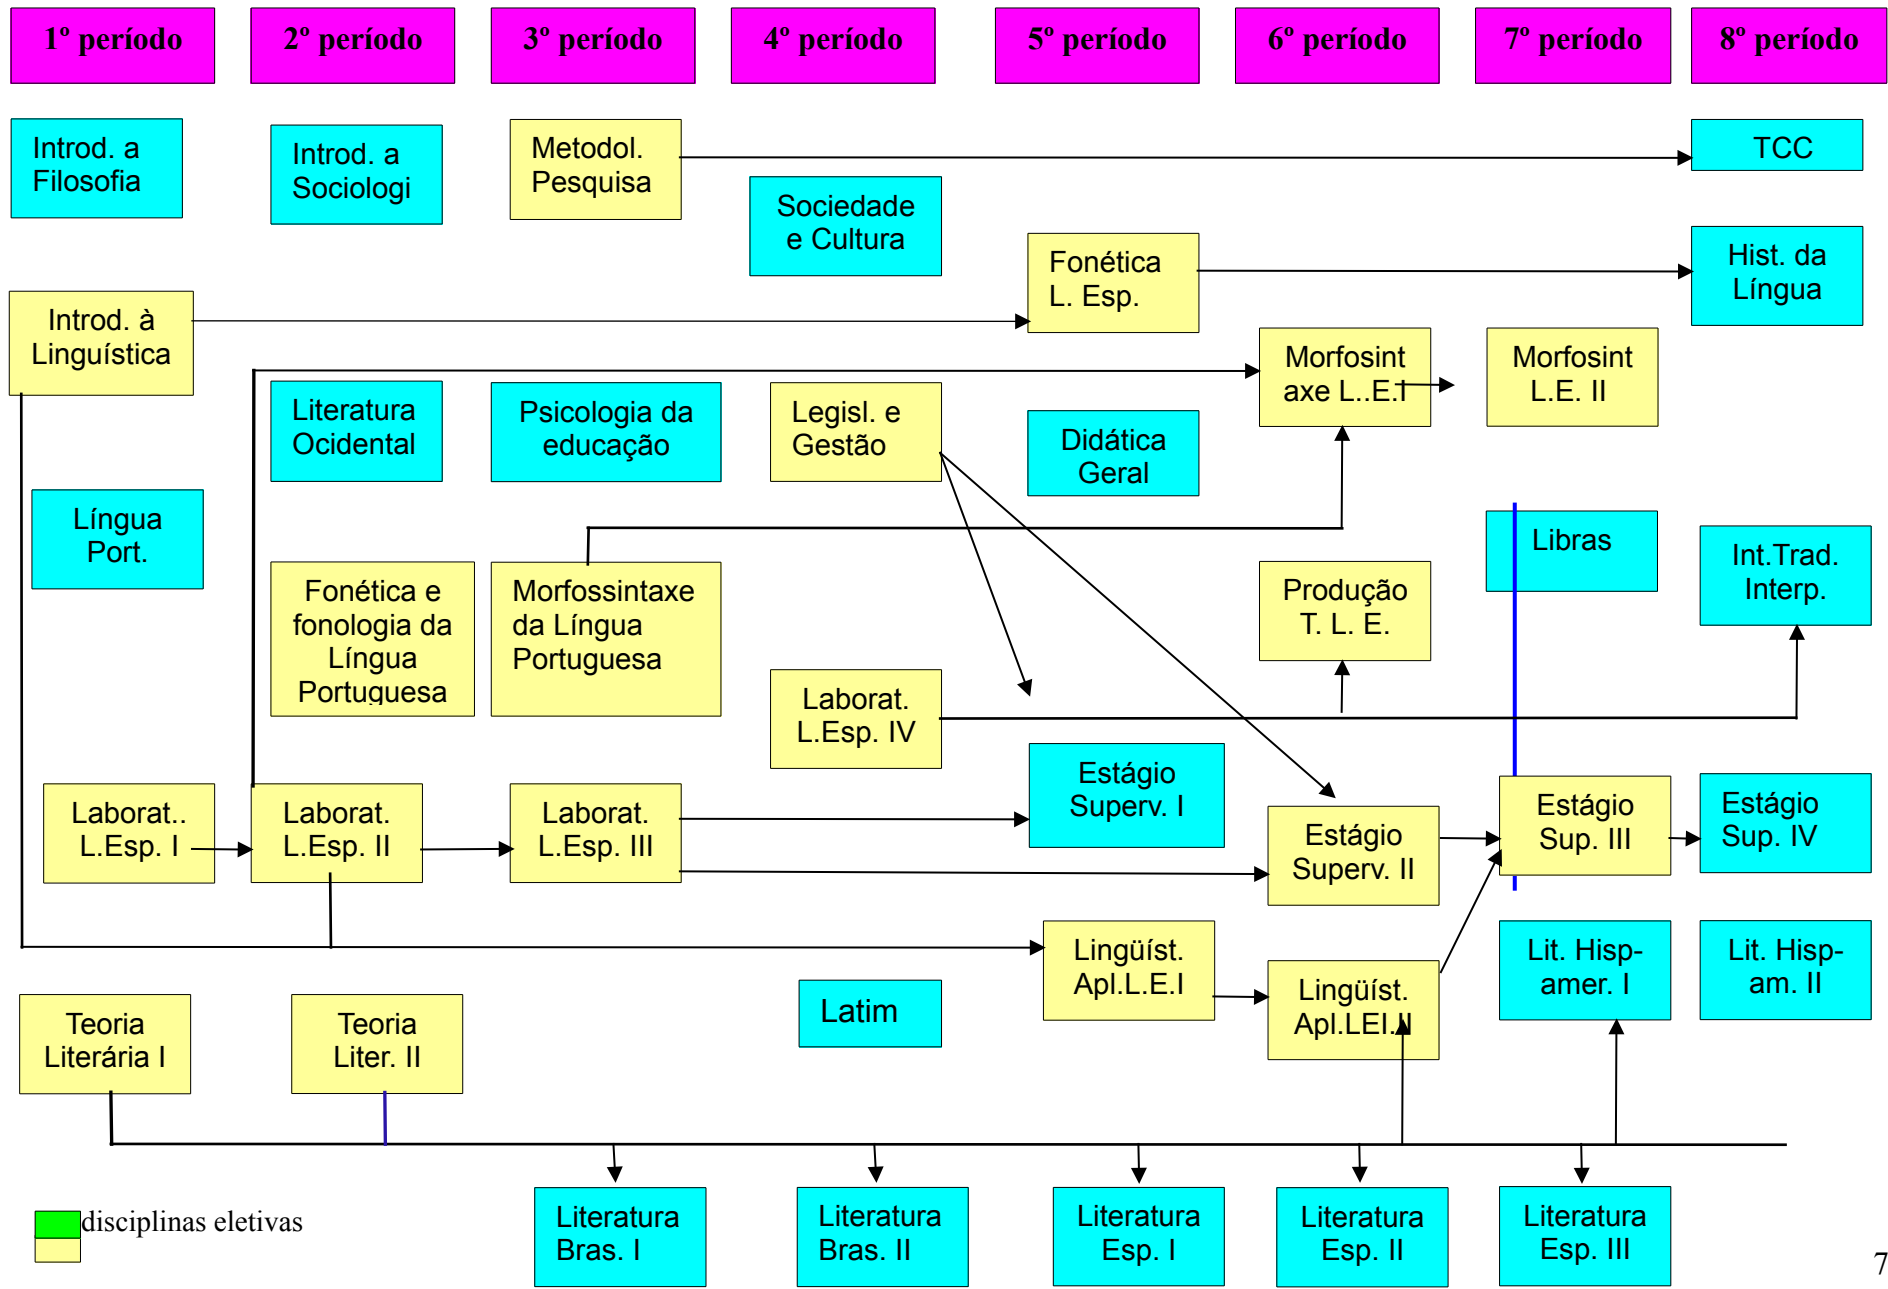 1º período
2º período
3º período
4º período
5º período
6º período
7º período
8º período
Introd. a
Filosofia
Introd. a
Sociologi
Metodol.
Pesquisa
TCC
Sociedade
e Cultura
Fonética
L. Esp.
Hist. da
Língua
Introd. à
Linguística
Morfosint
axe L..E.I
Morfosint
L.E. II
Literatura
Ocidental
Psicologia da
educação
Legisl. e
Gestão
Didática
Geral
Língua
Port.
Libras
Int.Trad.
Interp.
Fonética e
fonologia da
Língua
Portuguesa
Morfossintaxe
da Língua
Portuguesa
Produção
T. L. E.
Laborat.
L.Esp. IV
Estágio
Superv. I
Laborat..
L.Esp. I
Laborat.
L.Esp. II
Laborat.
L.Esp. III
Estágio
Superv. II
Estágio
Sup. III
Estágio
Sup. IV
Lingüíst.
Apl.L.E.I
Lingüíst.
Apl.LEI.II
Lit. Hisp-
amer. I
Lit. Hisp-
am. II
Latim
Teoria
Literária I
Teoria
Liter. II
disciplinas eletivas
Literatura
Bras. I
Literatura
Bras. II
Literatura
Esp. I
Literatura
Esp. II
Literatura
Esp. III
7